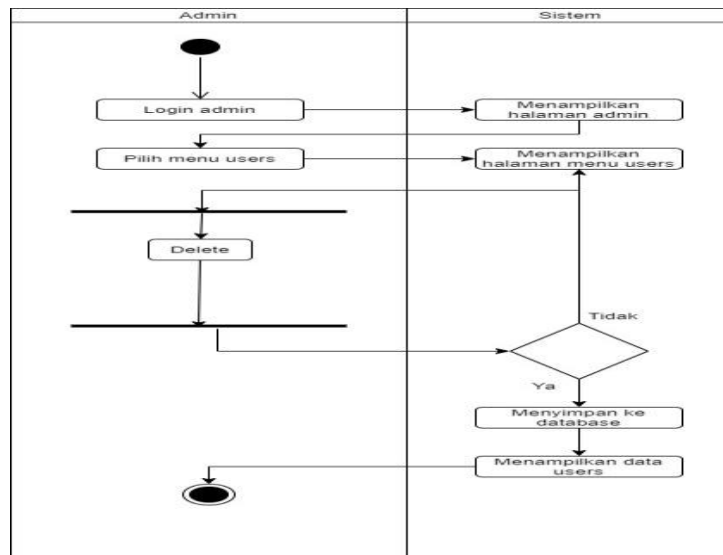 Admin
Sistem
Login admin
Menampilkan
halaman admin
Pilih menu users
Menampilkan
halaman menu users
Delete
Tidak
Ya
Menyimpan ke
database
Menampilkan data
users